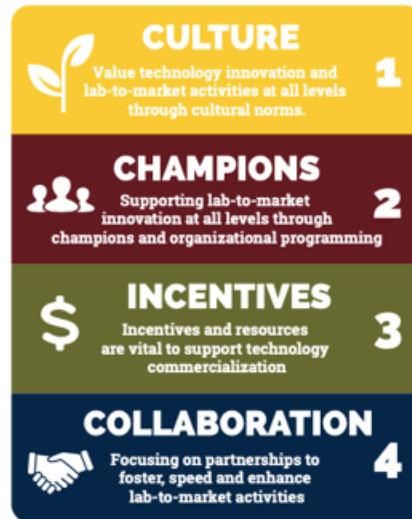 CULTURE
Value technology innovation and
lab-to-market activities at all levels
through cultural norms.
1
CHAMPIONS
Supporting lab-to-market
innovation at all levels through
champions and organizational programming
2
INCENTIVES
Incentives and resources
are vital to support technology
commercialization
3
$
COLLABORATION
Focusing on partnerships to
foster, speed and enhance
lab-to-market activities
4